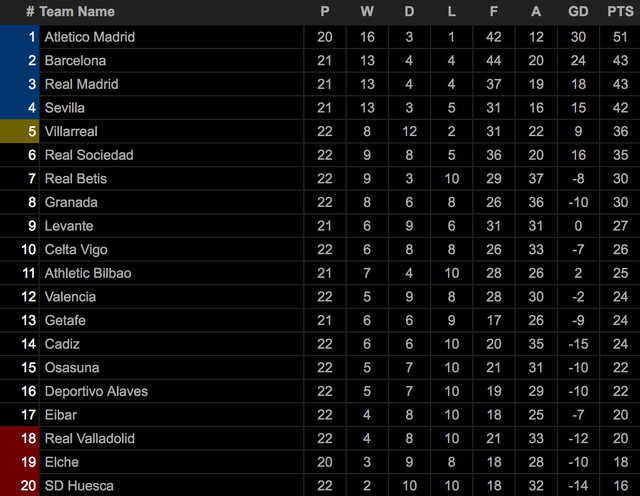 # Team Name P W D L F A GD PTS
1 Atletico Madrid 20 16 3 1 42 12 30 51
2 Barcelona 21 13 4 4 44 20 24 43
3 Real Madrid 21 13 4 4 37 19 18 43
4 Sevilla 21 13 3 5 31 16 15 42
5 Villarreal 22 8 12 2 31 22 9 36
6 Real Sociedad 22 9 8 5 36 20 16 35
7 Real Betis 22 9 3 10 29 37 -8 30
8 Granada 22 8 6 8 26 36 -10 30
9 Levante 21 6 9 6 31 31 0 27
10 Celta Vigo 22 6 8 8 26 33 -7 26
11 Athletic Bilbao 21 7 4 10 28 26 2 25
12 Valencia 22 5 9 8 28 30 -2 24
13 Getafe 21 6 6 9 17 26 -9 24
14 Cadiz 22 6 6 10 20 35 -15 24
15 Osasuna 22 5 7 10 21 31 -10 22
16 Deportivo Alaves 22 5 7 10 19 29 -10 22
17 Eibar 22 4 8 10 18 25 -7 20
18 Real Valladolid 22 4 8 10 21 33 -12 20
19 Elche 20 3 9 8 18 28 -10 18
20 SD Huesca 22 2 10 10 18 32 -14 16